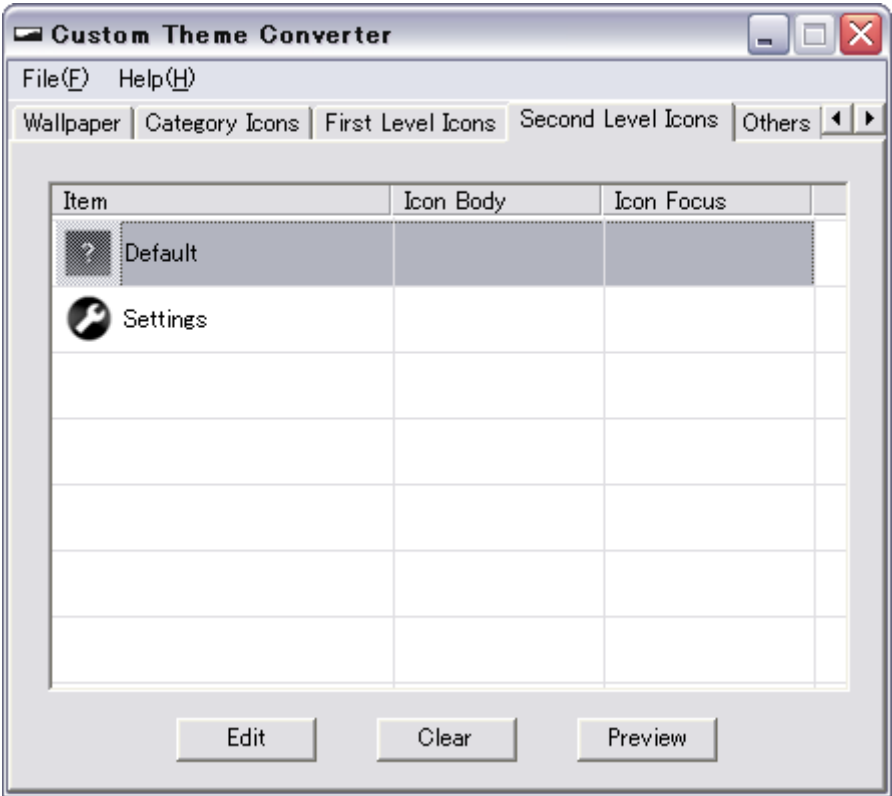 Custom Theme Converter
File(F) Help(H)
Wallpaper Category Icons First Level Icons Second Level Icons Others
Item Icon Body Icon Focus
? Default
Settings
Edit Clear Preview